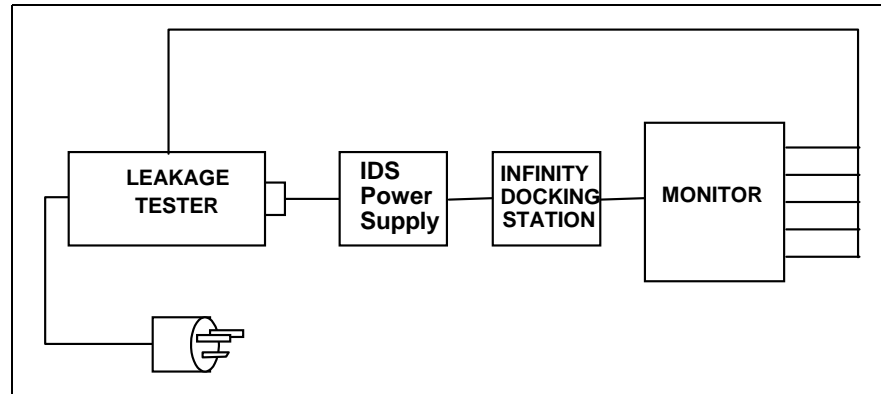 LEAKAGE
TESTER
IDS
Power
Supply
INFINITY
DOCKING
STATION
MONITOR